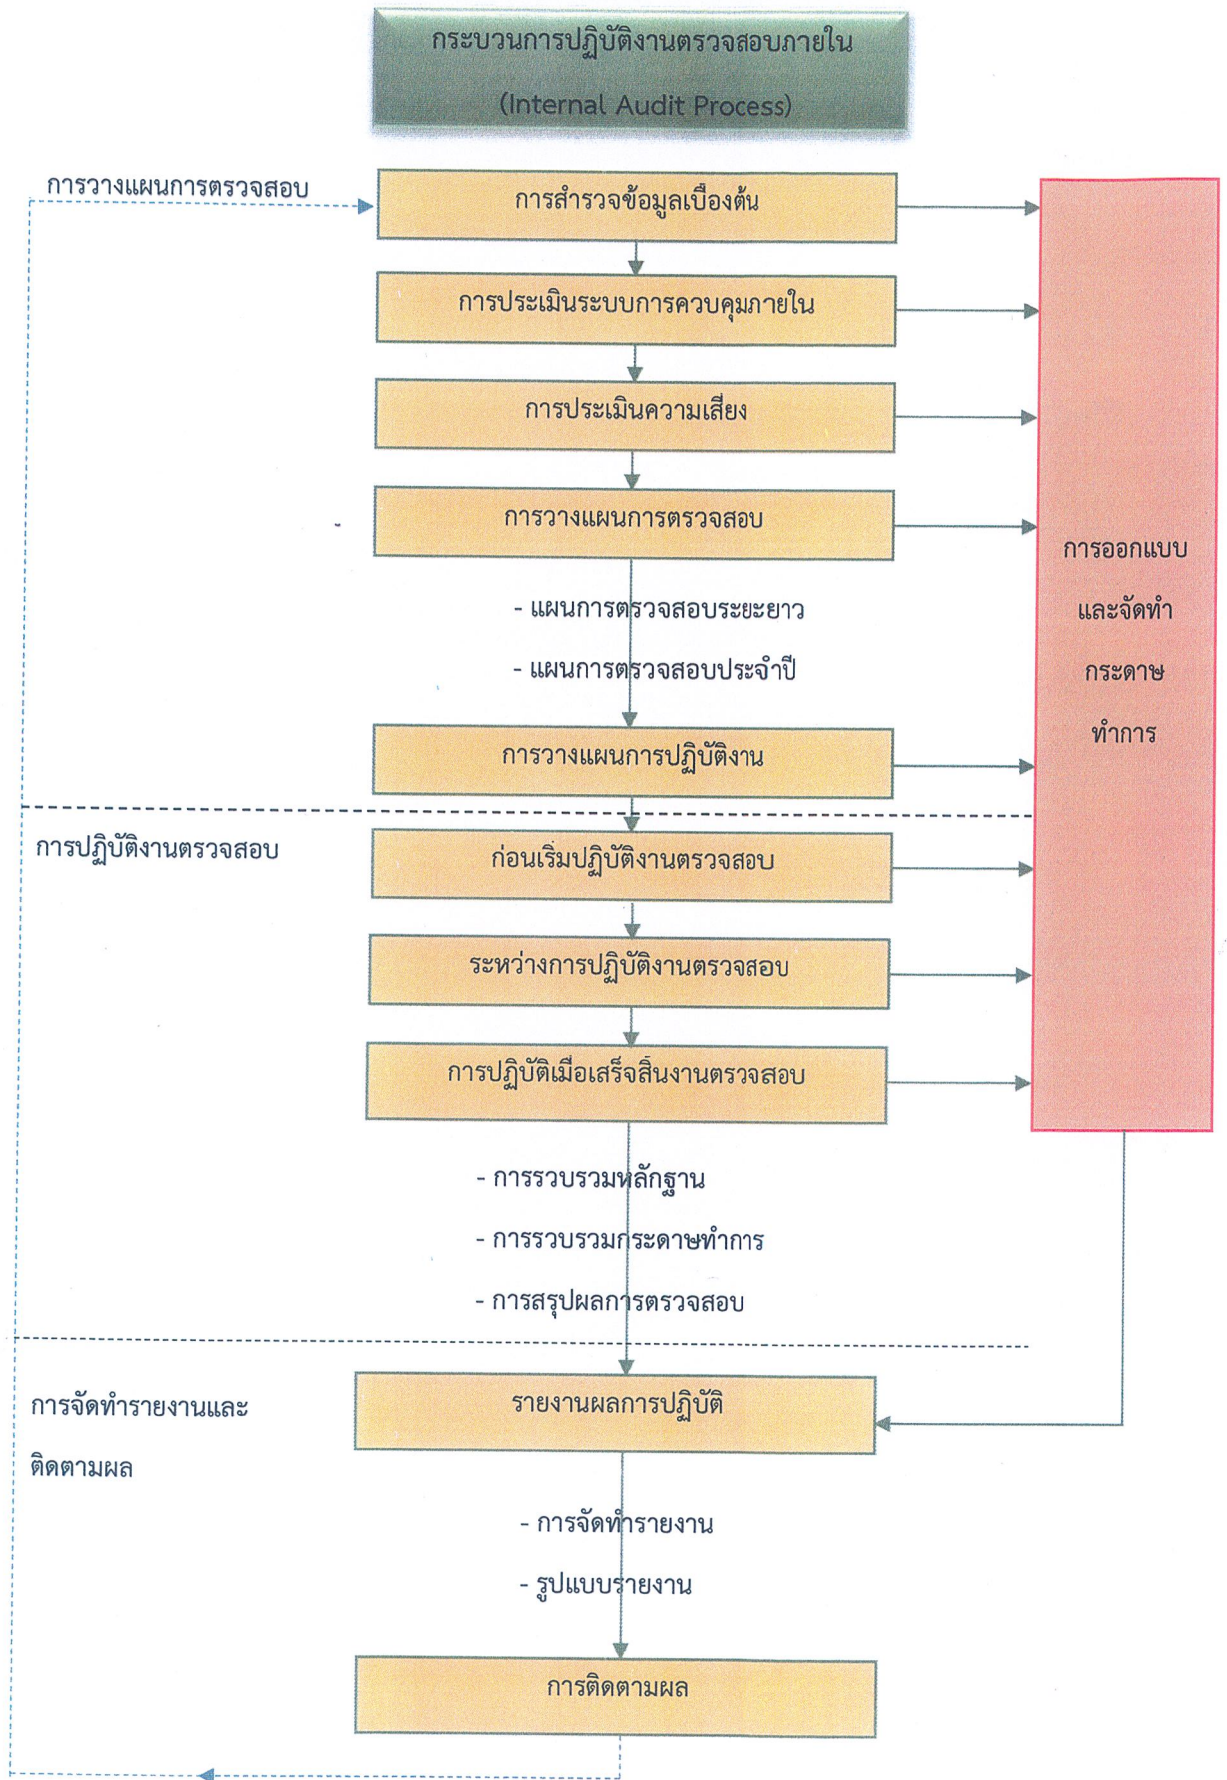 กระบวนการปฏิบัติงานตรวจสอบภายใน
(Internal Audit Process)
การวางแผนการตรวจสอบ
การสำรวจข้อมูลเบื้องต้น
การประเมินระบบการควบคุมภายใน
การประเมินความเสี่ยง
การวางแผนการตรวจสอบ
- แผนการตรวจสอบระยะยาว
- แผนการตรวจสอบประจำปี
การวางแผนการปฏิบัติงาน
การออกแบบ
และจัดทำ
กระดาษ
ทำการ
การปฏิบัติงานตรวจสอบ
ก่อนเริ่มปฏิบัติงานตรวจสอบ
ระหว่างการปฏิบัติงานตรวจสอบ
การปฏิบัติเมื่อเสร็จสิ้นงานตรวจสอบ
- การรวบรวมหลักฐาน
- การรวบรวมกระดาษทำการ
- การสรุปผลการตรวจสอบ
การจัดทำรายงานและ
ติดตามผล
รายงานผลการปฏิบัติ
- การจัดทำรายงาน
- รูปแบบรายงาน
การติดตามผล